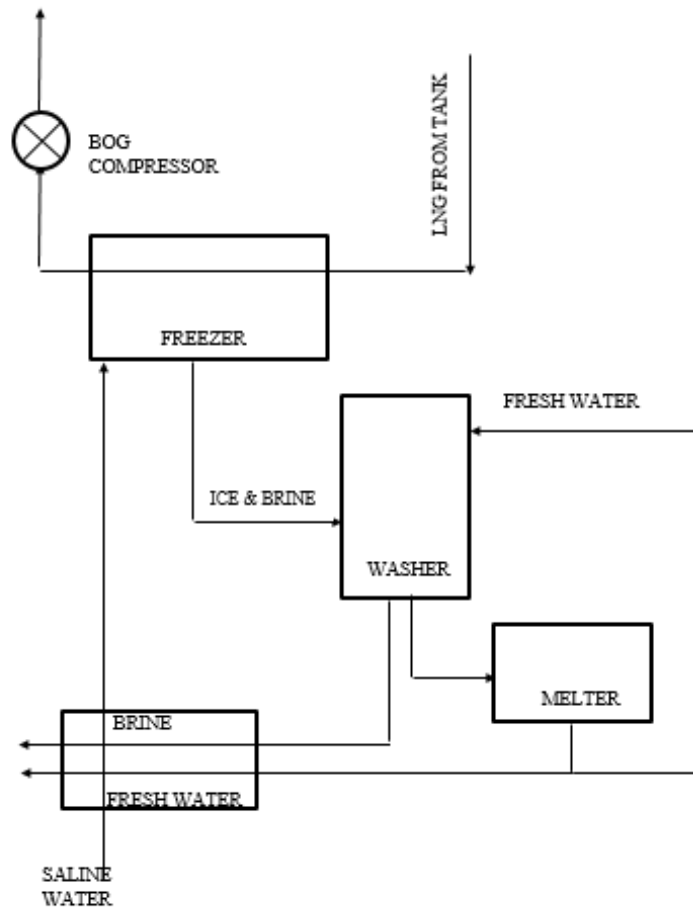 BOG
COMPRESSOR
LNG FROM TANK
FREEZER
FRESH WATER
ICE & BRINE
WASHER
MELTER
BRINE
FRESH WATER
SALINE
WATER